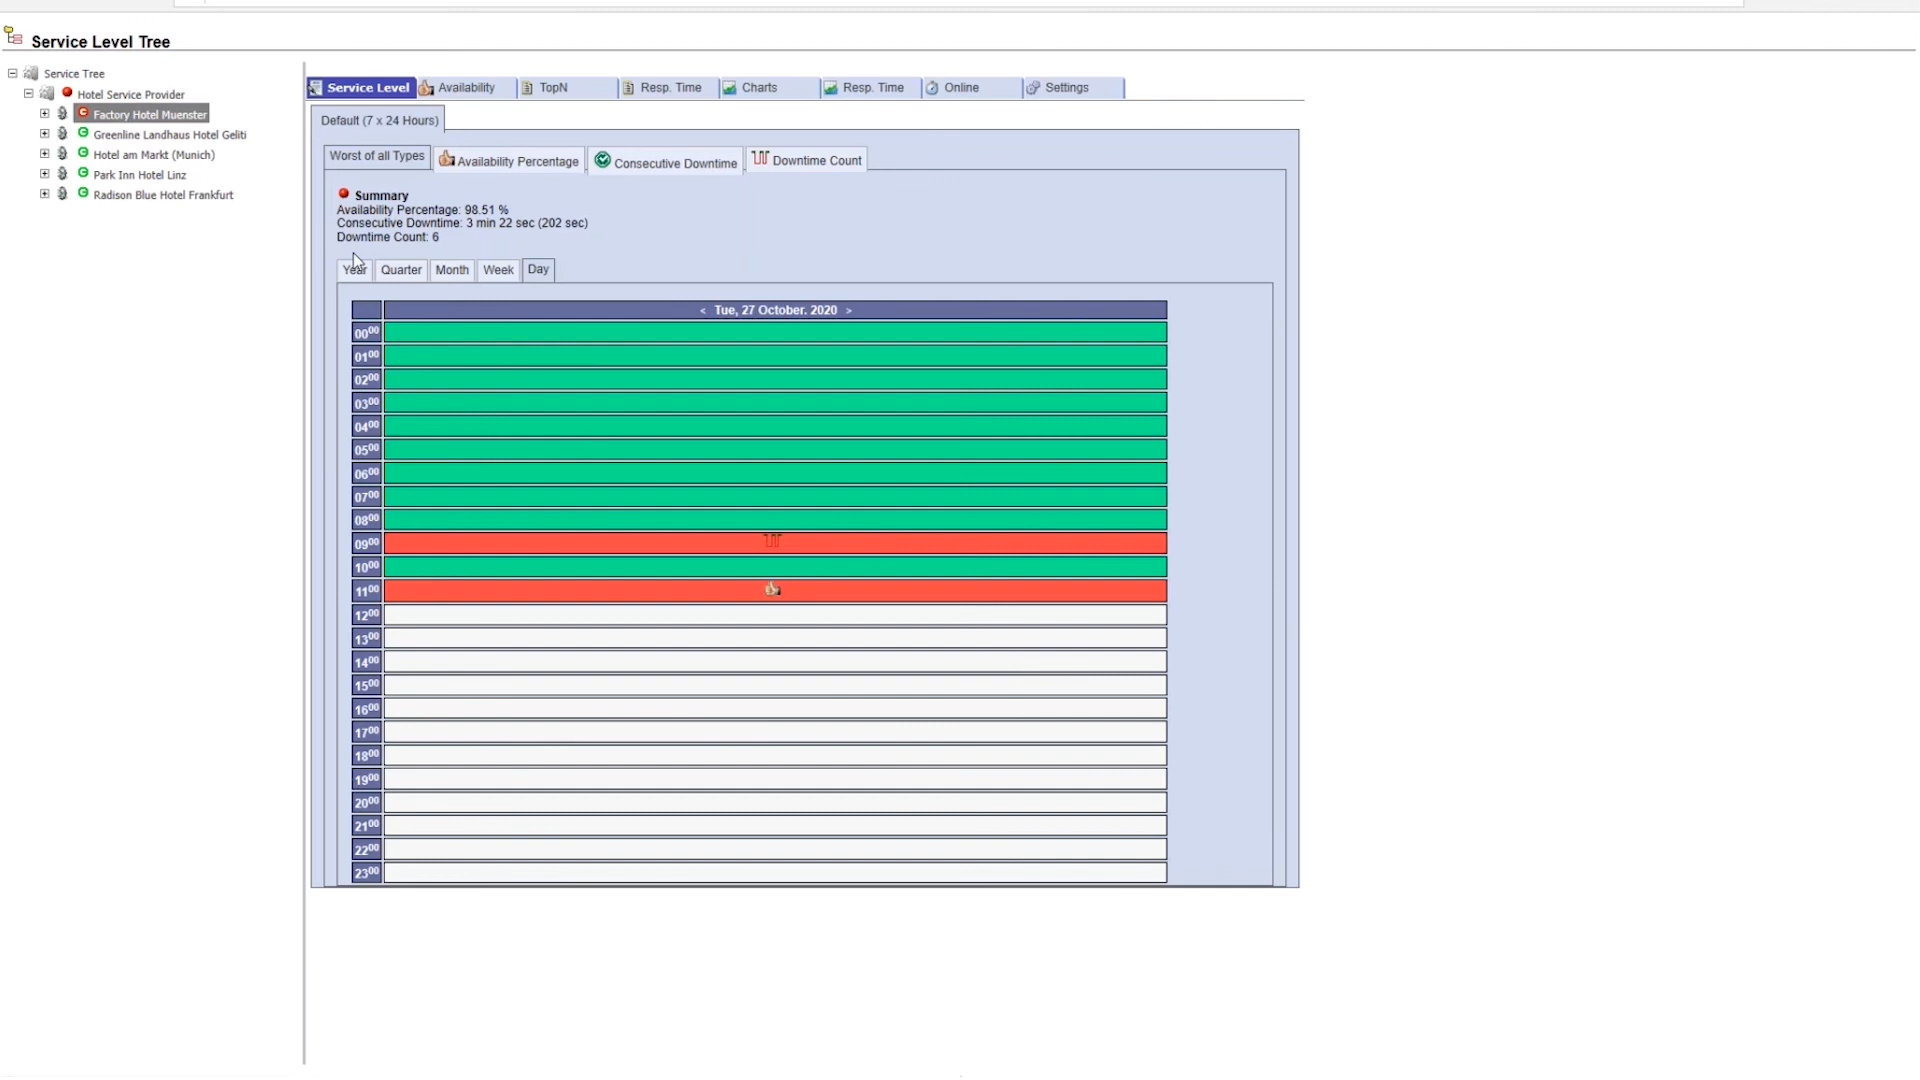 Service Level Tree
Service Tree
Hotel Service Provider
Factory Hotel Muenster
Greenline Landhaus Hotel Geliti
Hotel am Markt (Munich)
Park Inn Hotel Linz
Radison Blue Hotel Frankfurt
Service Level Availability TopN Resp. Time Charts Resp. Time Online Settings
Default (7 x 24 Hours)
Worst of all Types Availability Percentage Consecutive Downtime Downtime Count
Summary
Availability Percentage: 98.51 %
Consecutive Downtime: 3 min 22 sec (202 sec)
Downtime Count: 6
Year Quarter Month Week Day
< Tue, 27 October. 2020 >
00⁰⁰
01⁰⁰
02⁰⁰
03⁰⁰
04⁰⁰
05⁰⁰
06⁰⁰
07⁰⁰
08⁰⁰
09⁰⁰
10⁰⁰
11⁰⁰
12⁰⁰
13⁰⁰
14⁰⁰
15⁰⁰
16⁰⁰
17⁰⁰
18⁰⁰
19⁰⁰
20⁰⁰
21⁰⁰
22⁰⁰
23⁰⁰